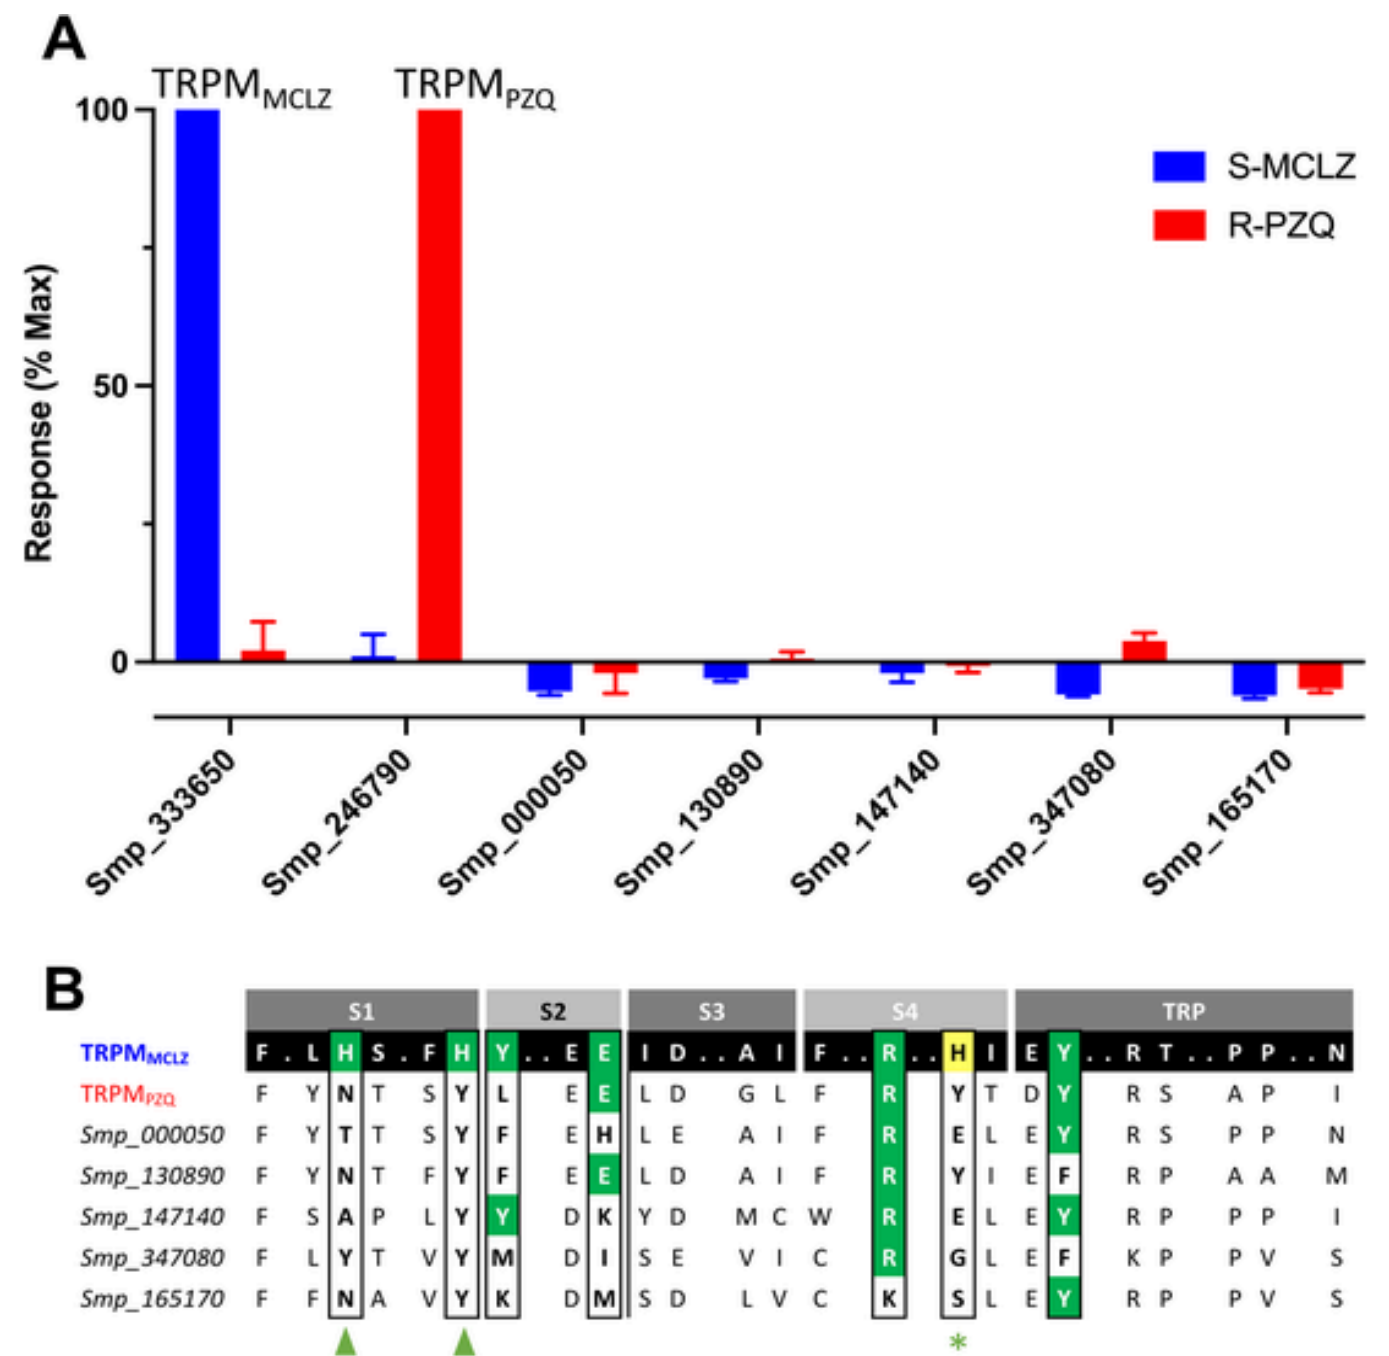 A
TRPMMCLZ TRPMPZQ
100
50
0
Response (% Max)
S-MCLZ
R-PZQ
Smp_333650 Smp_246790 Smp_000050 Smp_130890 Smp_147140 Smp_347080 Smp_165170
B
S1 S2 S3 S4 TRP
TRPMMCLZ F . L H S . F H Y . . E E I D . . A I F . . R . . H I E Y . . R T . . P P . . N
TRPMPZQ F Y N T S Y L E E L D G L F R Y T D Y R S A P I
Smp_000050 F Y T T S Y F E H L E A I F R E L E Y R S P P N
Smp_130890 F Y N T F Y F E E L D A I F R Y I E F R P A A M
Smp_147140 F S A P L Y Y D K Y D M C W R E L E Y R P P P I
Smp_347080 F L Y T V Y M D I S E V I C R G L E F K P P V S
Smp_165170 F F N A V Y K D M S D L V C K S L E Y R P P V S
*